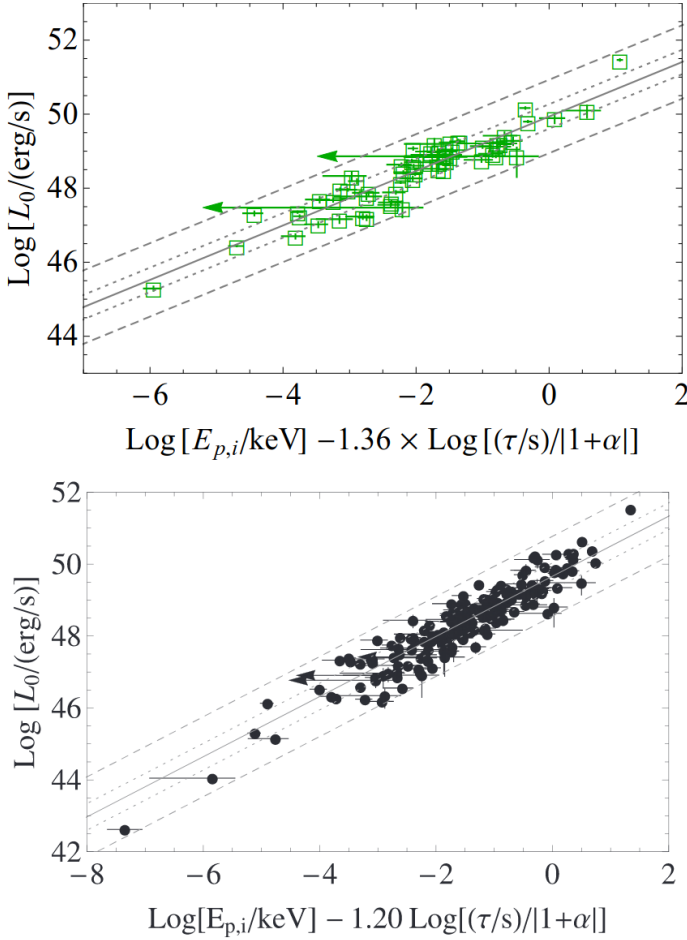 52
50
48
46
44
Log[L₀/(erg/s)]
−6 −4 −2 0 2
Log[E_{p,i}/keV] −1.36 × Log[(τ/s)/|1+α|]
52
50
48
46
44
42
Log [L₀/(erg/s)]
−8 −6 −4 −2 0 2
Log[E_{p,i}/keV] − 1.20 Log[(τ/s)/|1+α|]